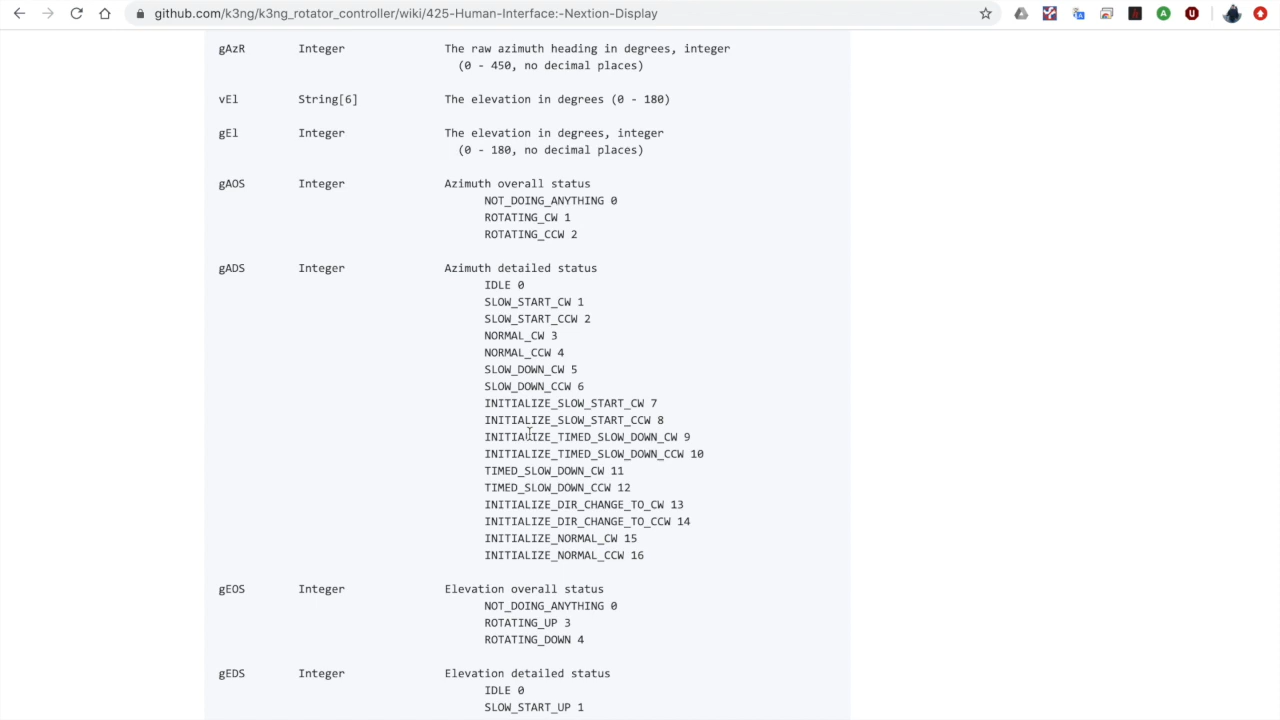 github.com/k3ng/k3ng_rotator_controller/wiki/425-Human-Interface:-Nextion-Display
gAzR Integer The raw azimuth heading in degrees, integer
(0 - 450, no decimal places)
vEl String[6] The elevation in degrees (0 - 180)
gEl Integer The elevation in degrees, integer
(0 - 180, no decimal places)
gAOS Integer Azimuth overall status
NOT_DOING_ANYTHING 0
ROTATING_CW 1
ROTATING_CCW 2
gADS Integer Azimuth detailed status
IDLE 0
SLOW_START_CW 1
SLOW_START_CCW 2
NORMAL_CW 3
NORMAL_CCW 4
SLOW_DOWN_CW 5
SLOW_DOWN_CCW 6
INITIALIZE_SLOW_START_CW 7
INITIALIZE_SLOW_START_CCW 8
INITIALIZE_TIMED_SLOW_DOWN_CW 9
INITIALIZE_TIMED_SLOW_DOWN_CCW 10
TIMED_SLOW_DOWN_CW 11
TIMED_SLOW_DOWN_CCW 12
INITIALIZE_DIR_CHANGE_TO_CW 13
INITIALIZE_DIR_CHANGE_TO_CCW 14
INITIALIZE_NORMAL_CW 15
INITIALIZE_NORMAL_CCW 16
gEOS Integer Elevation overall status
NOT_DOING_ANYTHING 0
ROTATING_UP 3
ROTATING_DOWN 4
gEDS Integer Elevation detailed status
IDLE 0
SLOW_START_UP 1